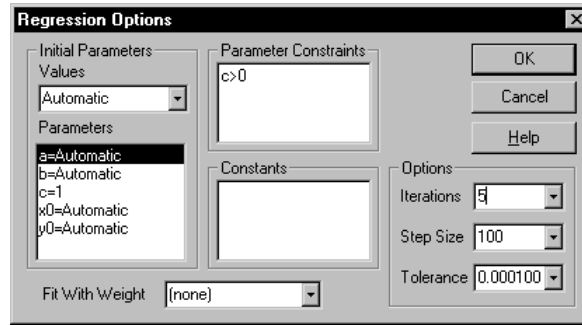 Regression Options
Initial Parameters
Values
Automatic
Parameters
a=Automatic
b=Automatic
c=1
x0=Automatic
y0=Automatic
Parameter Constraints
c>0
Constants
OK
Cancel
Help
Options
Iterations 5
Step Size 100
Tolerance 0.000100
Fit With Weight (none)